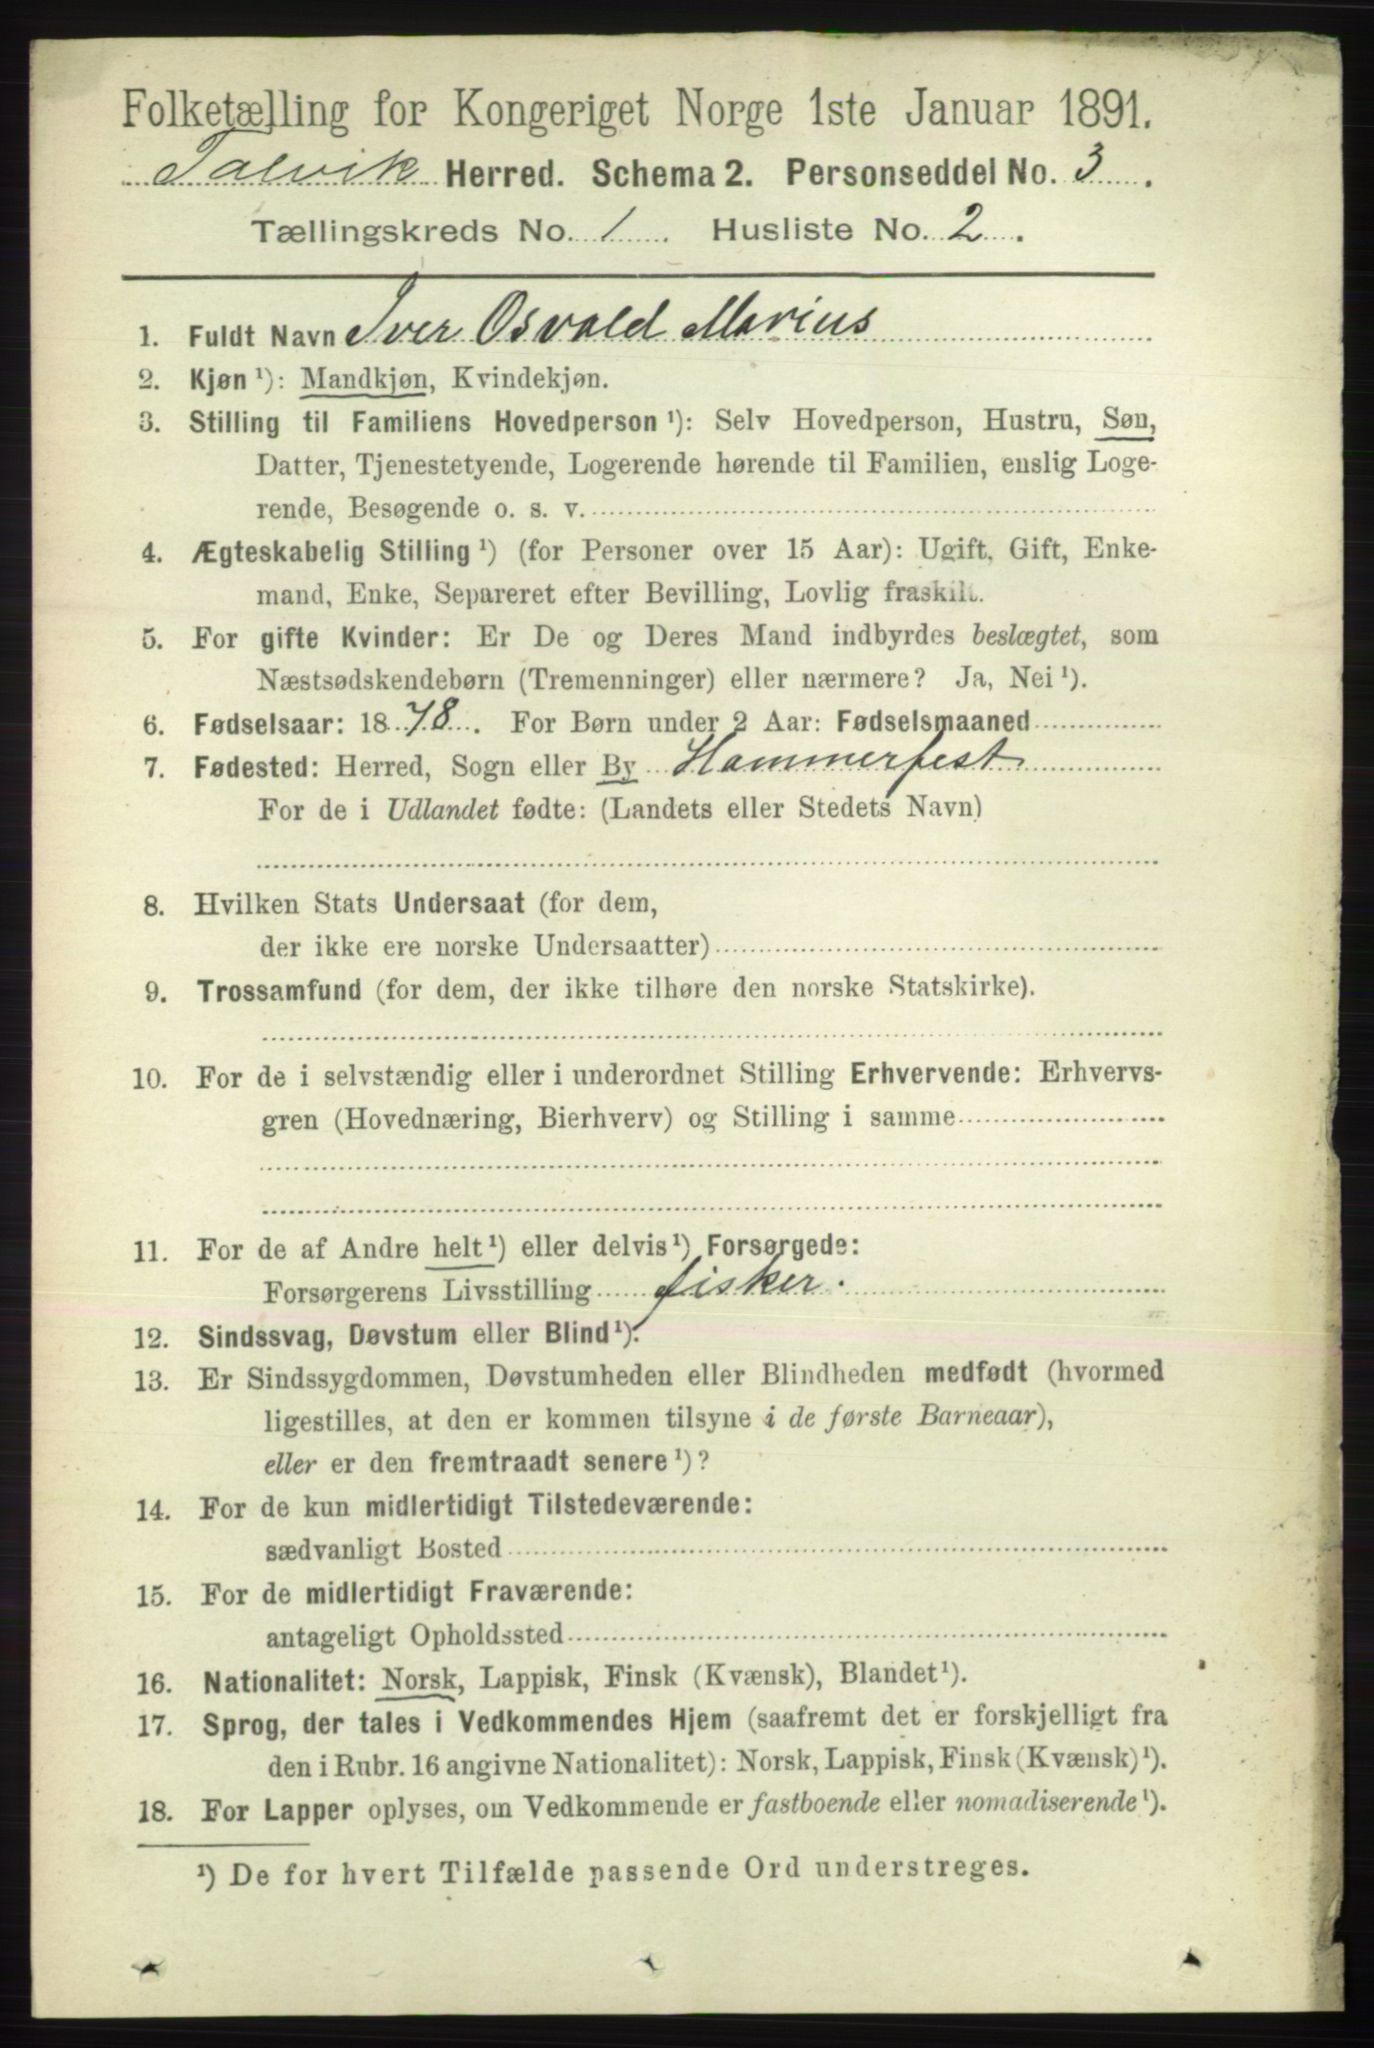 Folketælling for Kongeriget Norge 1ste Januar 1891.
Talvik Herred. Schema 2. Personseddel No. 3.
Tællingskreds No. 1. Husliste No. 2.
1. Fuldt Navn Iver Osvald Marius
2. Kjøn ¹): Mandkjøn, Kvindekjøn.
3. Stilling til Familiens Hovedperson ¹): Selv Hovedperson, Hustru, Søn,
Datter, Tjenestetyende, Logerende hørende til Familien, enslig Loge-
rende, Besøgende o. s. v.
4. Ægteskabelig Stilling ¹) (for Personer over 15 Aar): Ugift, Gift, Enke-
mand, Enke, Separeret efter Bevilling, Lovlig fraskilt.
5. For gifte Kvinder: Er De og Deres Mand indbyrdes beslægtet, som
Næstsødskendebørn (Tremenninger) eller nærmere? Ja, Nei ¹).
6. Fødselsaar: 1878. For Børn under 2 Aar: Fødselsmaaned
7. Fødested: Herred, Sogn eller By Hammerfest
For de i Udlandet fødte: (Landets eller Stedets Navn)
8. Hvilken Stats Undersaat (for dem,
der ikke ere norske Undersaatter)
9. Trossamfund (for dem, der ikke tilhøre den norske Statskirke).
10. For de i selvstændig eller i underordnet Stilling Erhvervende: Erhvervs-
gren (Hovednæring, Bierhverv) og Stilling i samme
11. For de af Andre helt ¹) eller delvis ¹) Forsørgede:
Forsørgerens Livsstilling fisker.
12. Sindssvag, Døvstum eller Blind ¹).
13. Er Sindssygdommen, Døvstumheden eller Blindheden medfødt (hvormed
ligestilles, at den er kommen tilsyne i de første Barneaar),
eller er den fremtraadt senere ¹)?
14. For de kun midlertidigt Tilstedeværende:
sædvanligt Bosted
15. For de midlertidigt Fraværende:
antageligt Opholdssted
16. Nationalitet: Norsk, Lappisk, Finsk (Kvænsk), Blandet ¹).
17. Sprog, der tales i Vedkommendes Hjem (saafremt det er forskjelligt fra
den i Rubr. 16 angivne Nationalitet): Norsk, Lappisk, Finsk (Kvænsk) ¹).
18. For Lapper oplyses, om Vedkommende er fastboende eller nomadiserende ¹).
¹) De for hvert Tilfælde passende Ord understreges.